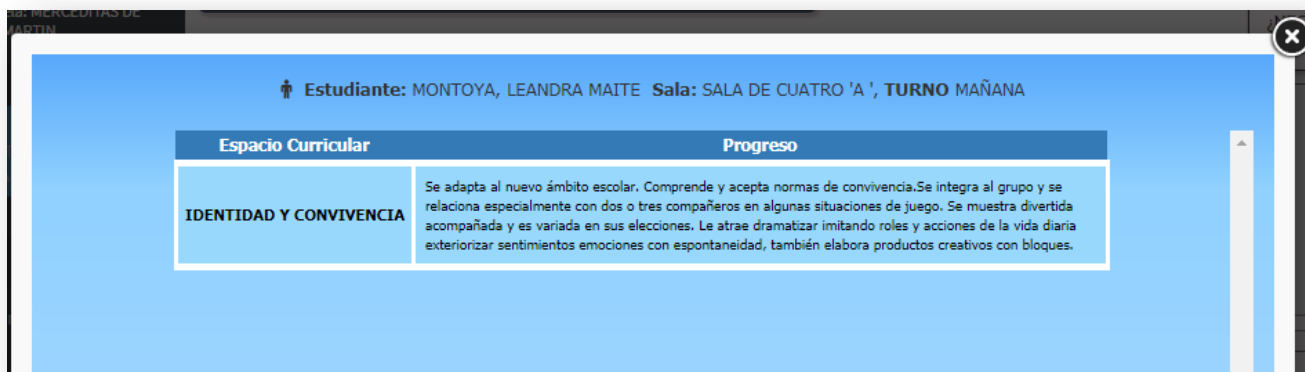 MERCEDITAS DE
MARTIN
Estudiante: MONTOYA, LEANDRA MAITE Sala: SALA DE CUATRO 'A ', TURNO MAÑANA
Espacio Curricular Progreso
IDENTIDAD Y CONVIVENCIA
Se adapta al nuevo ámbito escolar. Comprende y acepta normas de convivencia.Se integra al grupo y se
relaciona especialmente con dos o tres compañeros en algunas situaciones de juego. Se muestra divertida
acompañada y es variada en sus elecciones. Le atrae dramatizar imitando roles y acciones de la vida diaria
exteriorizar sentimientos emociones con espontaneidad, también elabora productos creativos con bloques.